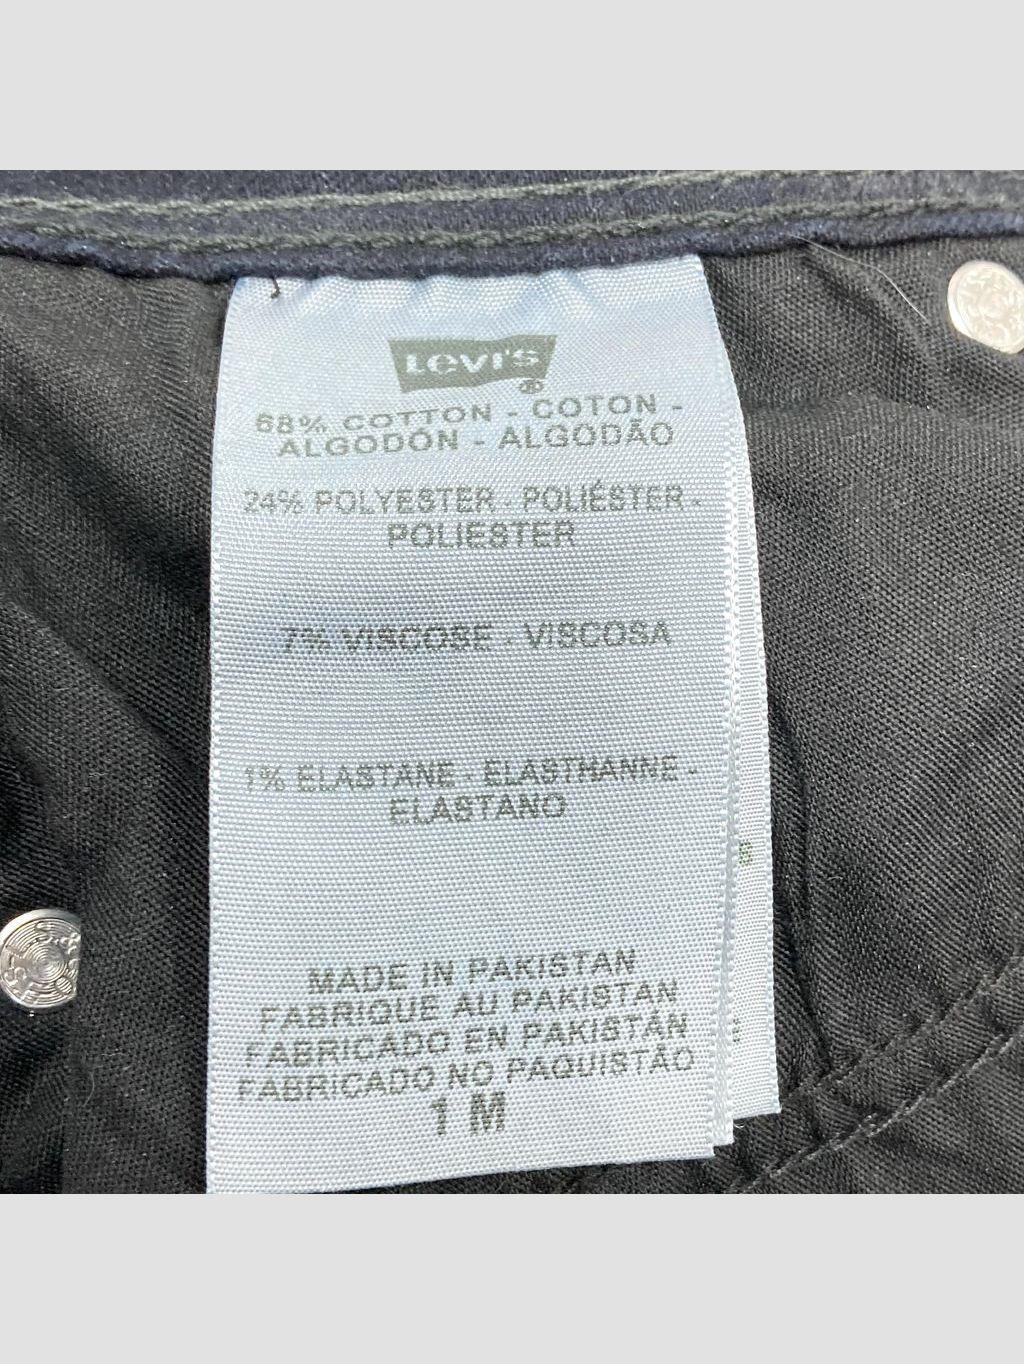 Levi's
®
68% COTTON - COTON -
ALGODÓN - ALGODÃO
24% POLYESTER - POLIÉSTER -
POLIESTER
7% VISCOSE - VISCOSA
1% ELASTANE - ELASTHANNE -
ELASTANO
MADE IN PAKISTAN
FABRIQUE AU PAKISTAN
FABRICADO EN PAKISTÁN
FABRICADO NO PAQUISTÃO
1 M